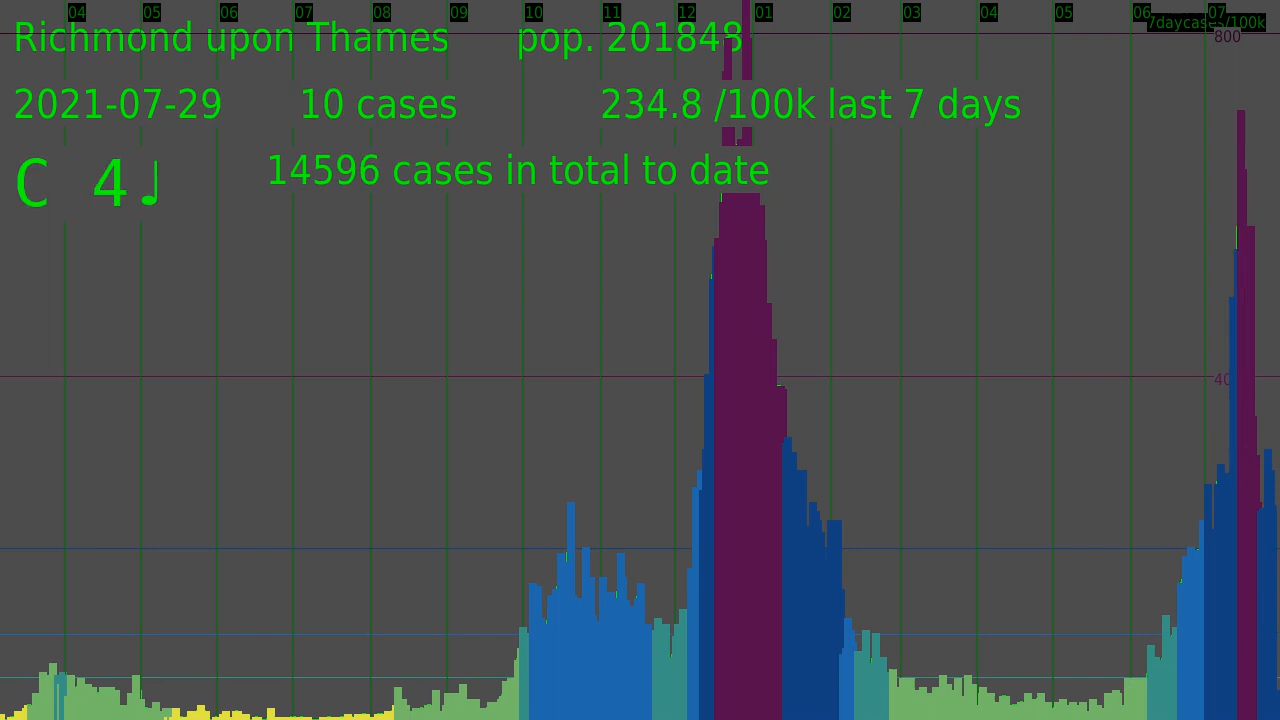 04 05 06 07 08 09 10 11 12 01 02 03 04 05 06 07
7daycases/100k
Richmond upon Thames pop. 201848
800
2021-07-29 10 cases 234.8 /100k last 7 days
C 4♩ 14596 cases in total to date
40